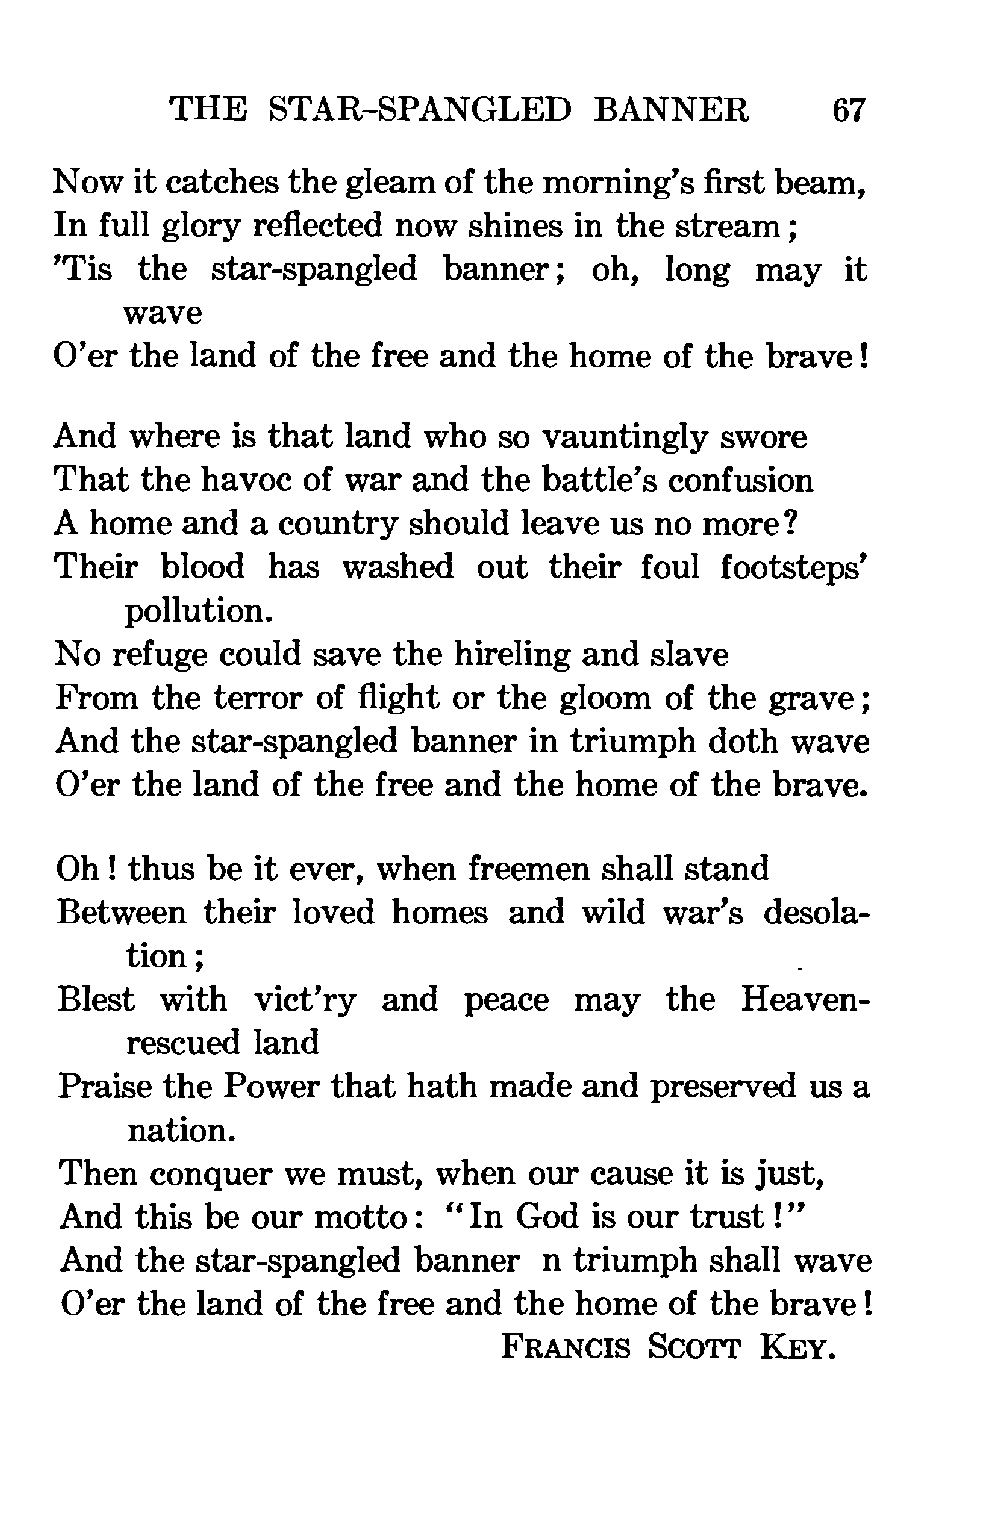 THE STAR-SPANGLED BANNER 67
Now it catches the gleam of the morning's first beam,
In full glory reflected now shines in the stream;
'Tis the star-spangled banner; oh, long may it
wave
O'er the land of the free and the home of the brave!
And where is that land who so vauntingly swore
That the havoc of war and the battle's confusion
A home and a country should leave us no more?
Their blood has washed out their foul footsteps'
pollution.
No refuge could save the hireling and slave
From the terror of flight or the gloom of the grave;
And the star-spangled banner in triumph doth wave
O'er the land of the free and the home of the brave.
Oh! thus be it ever, when freemen shall stand
Between their loved homes and wild war's desola-
tion;
Blest with vict'ry and peace may the Heaven-
rescued land
Praise the Power that hath made and preserved us a
nation.
Then conquer we must, when our cause it is just,
And this be our motto: "In God is our trust!"
And the star-spangled banner n triumph shall wave
O'er the land of the free and the home of the brave!
FRANCIS SCOTT KEY.